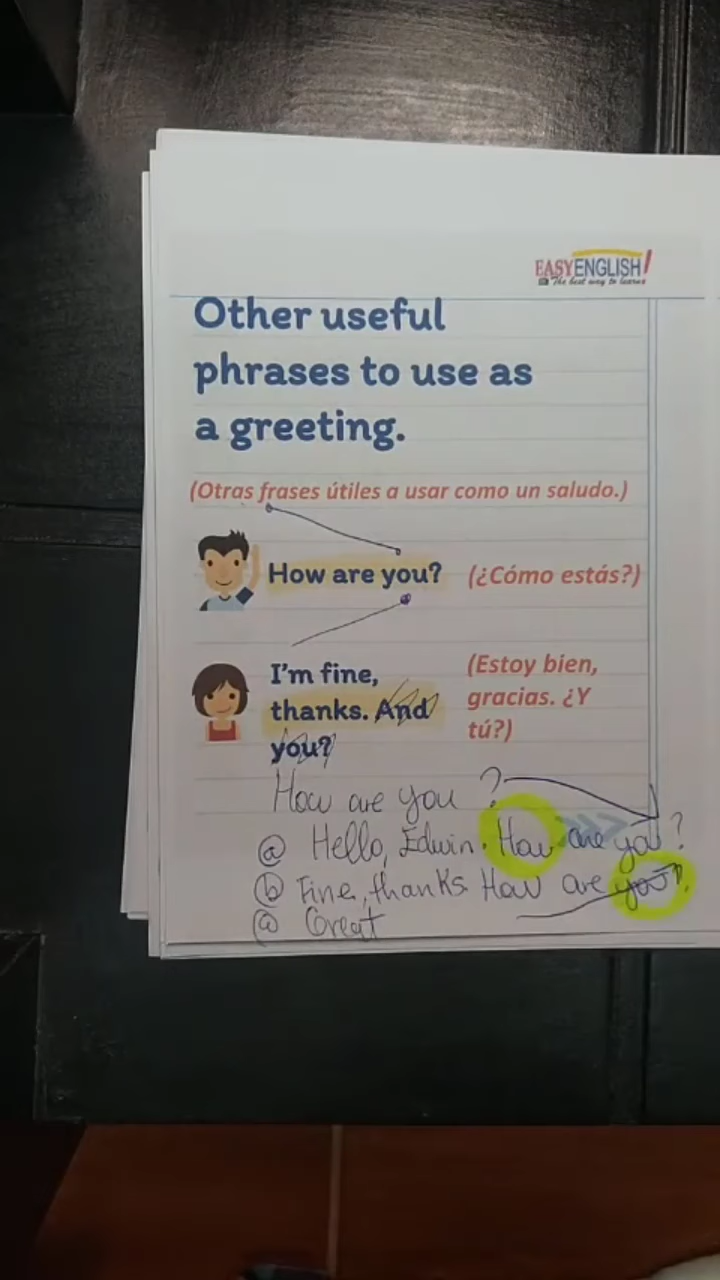 EASYENGLISH!
The best way to learn
Other useful
phrases to use as
a greeting.
(Otras frases útiles a usar como un saludo.)
How are you? (¿Cómo estás?)
I'm fine,
thanks. And
you?
(Estoy bien,
gracias. ¿Y
tú?)
How are you ?
@ Hello, Edwin. How are you?
ⓑ Fine, thanks How are you?
@ Great